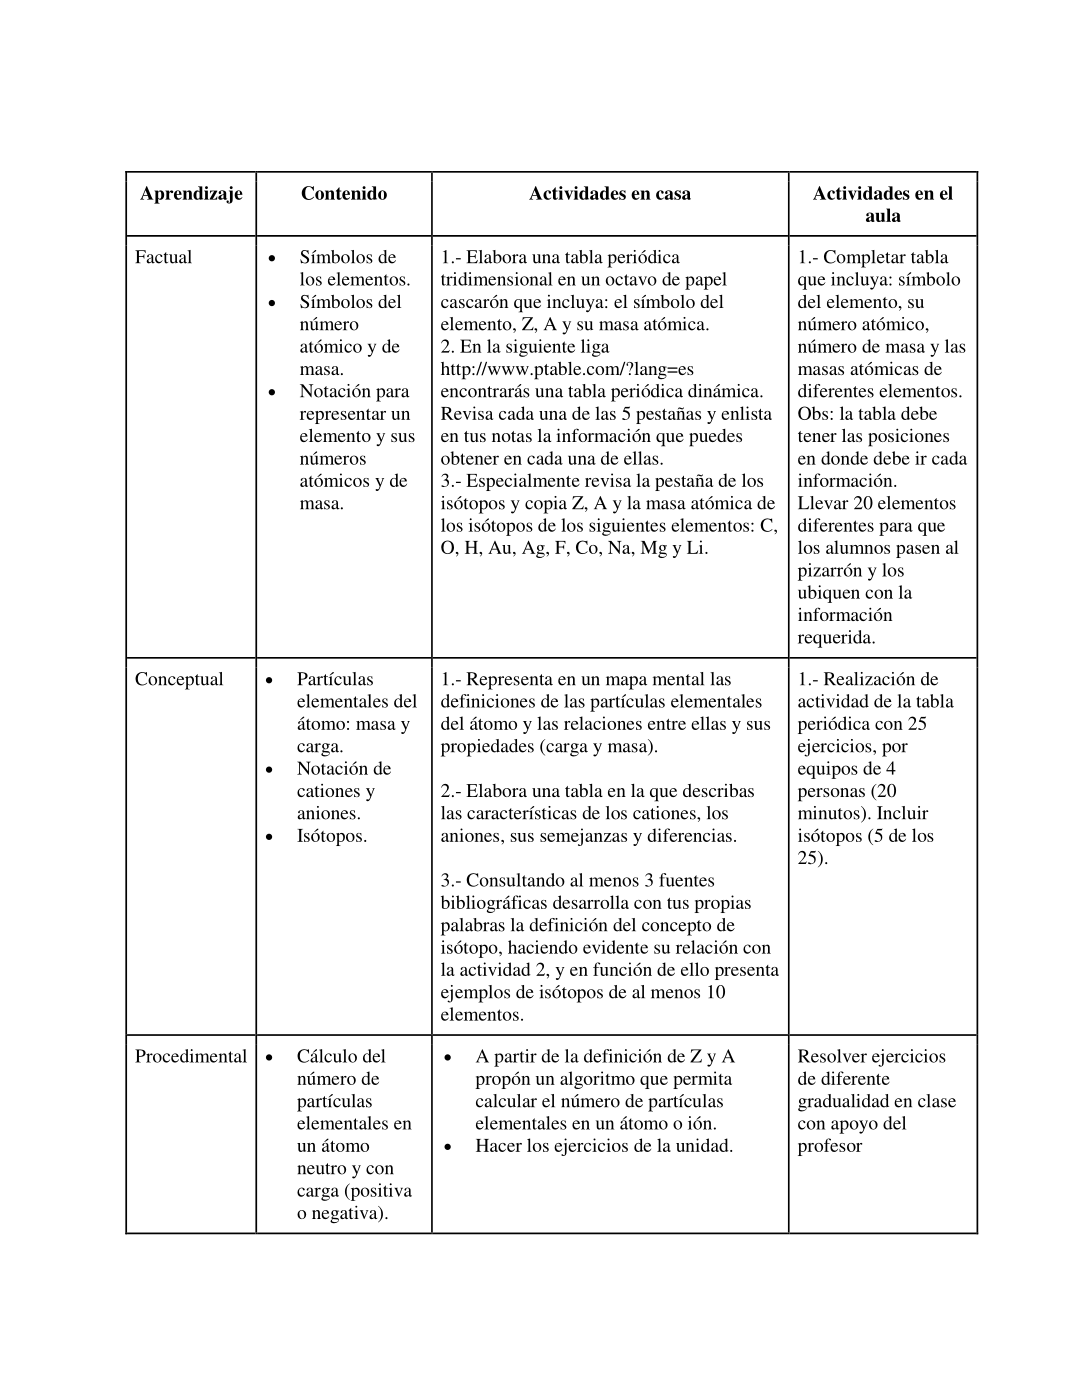 Aprendizaje
Contenido
Actividades en casa
Actividades en el
aula
Factual
• Símbolos de
los elementos.
• Símbolos del
número
atómico y de
masa.
• Notación para
representar un
elemento y sus
números
atómicos y de
masa.
1.- Elabora una tabla periódica
tridimensional en un octavo de papel
cascarón que incluya: el símbolo del
elemento, Z, A y su masa atómica.
2. En la siguiente liga
http://www.ptable.com/?lang=es
encontrarás una tabla periódica dinámica.
Revisa cada una de las 5 pestañas y enlista
en tus notas la información que puedes
obtener en cada una de ellas.
3.- Especialmente revisa la pestaña de los
isótopos y copia Z, A y la masa atómica de
los isótopos de los siguientes elementos: C,
O, H, Au, Ag, F, Co, Na, Mg y Li.
1.- Completar tabla
que incluya: símbolo
del elemento, su
número atómico,
número de masa y las
masas atómicas de
diferentes elementos.
Obs: la tabla debe
tener las posiciones
en donde debe ir cada
información.
Llevar 20 elementos
diferentes para que
los alumnos pasen al
pizarrón y los
ubiquen con la
información
requerida.
Conceptual
• Partículas
elementales del
átomo: masa y
carga.
• Notación de
cationes y
aniones.
• Isótopos.
1.- Representa en un mapa mental las
definiciones de las partículas elementales
del átomo y las relaciones entre ellas y sus
propiedades (carga y masa).
2.- Elabora una tabla en la que describas
las características de los cationes, los
aniones, sus semejanzas y diferencias.
3.- Consultando al menos 3 fuentes
bibliográficas desarrolla con tus propias
palabras la definición del concepto de
isótopo, haciendo evidente su relación con
la actividad 2, y en función de ello presenta
ejemplos de isótopos de al menos 10
elementos.
1.- Realización de
actividad de la tabla
periódica con 25
ejercicios, por
equipos de 4
personas (20
minutos). Incluir
isótopos (5 de los
25).
Procedimental
• Cálculo del
número de
partículas
elementales en
un átomo
neutro y con
carga (positiva
o negativa).
• A partir de la definición de Z y A
propón un algoritmo que permita
calcular el número de partículas
elementales en un átomo o ión.
• Hacer los ejercicios de la unidad.
Resolver ejercicios
de diferente
gradualidad en clase
con apoyo del
profesor